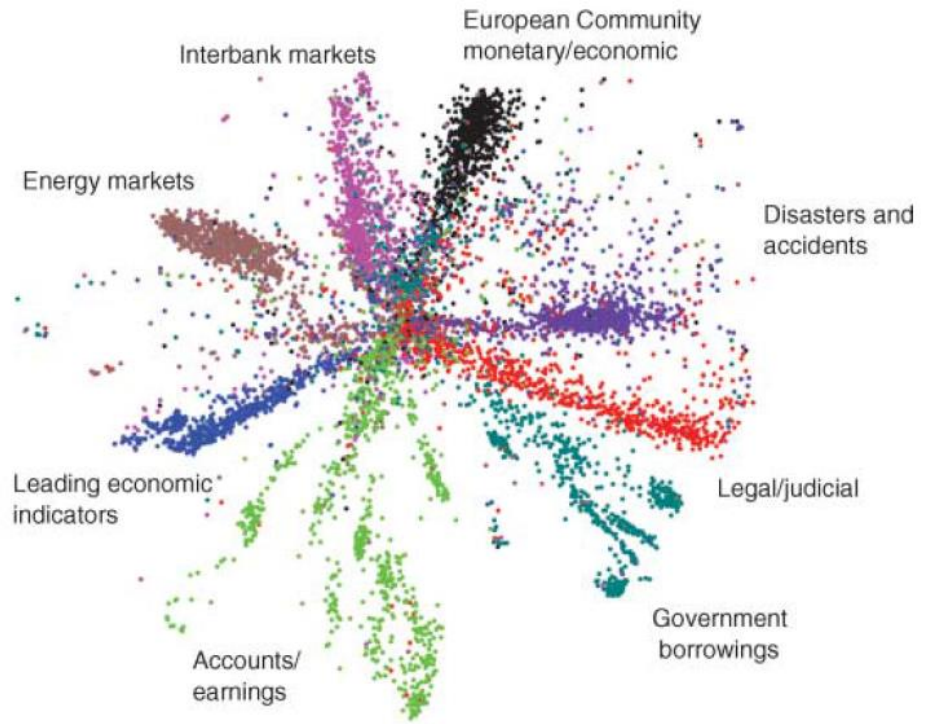 European Community
monetary/economic
Interbank markets
Energy markets
Disasters and
accidents
Leading economic
indicators
Legal/judicial
Government
borrowings
Accounts/
earnings